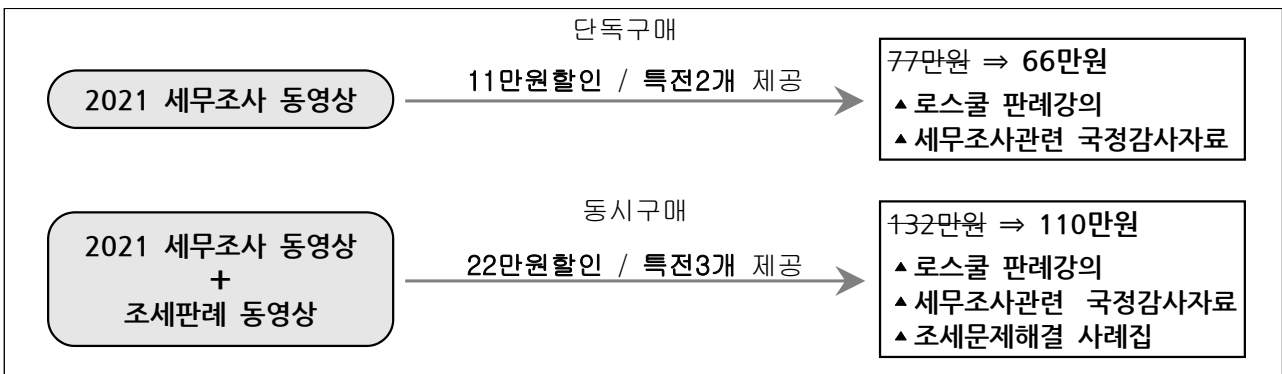 단독구매
2021 세무조사 동영상
11만원할인 / 특전2개 제공
77만원 ⇒ 66만원
▲로스쿨 판례강의
▲세무조사관련 국정감사자료
동시구매
2021 세무조사 동영상
+
조세판례 동영상
22만원할인 / 특전3개 제공
132만원 ⇒ 110만원
▲로스쿨 판례강의
▲세무조사관련 국정감사자료
▲조세문제해결 사례집